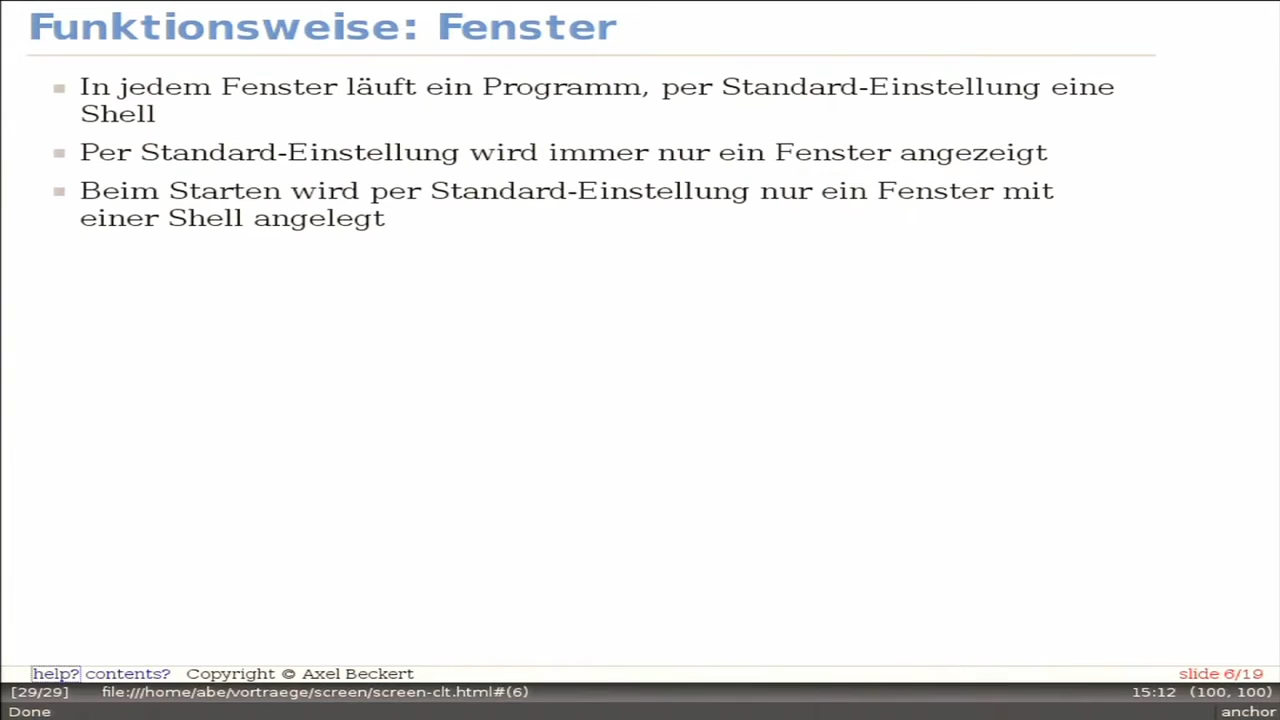 Funktionsweise: Fenster
In jedem Fenster läuft ein Programm, per Standard-Einstellung eine
Shell
Per Standard-Einstellung wird immer nur ein Fenster angezeigt
Beim Starten wird per Standard-Einstellung nur ein Fenster mit
einer Shell angelegt
help? contents? Copyright © Axel Beckert slide 6/19
[29/29] file:///home/abe/vortraege/screen/screen-clt.html#(6) 15:12 (100, 100)
Done anchor